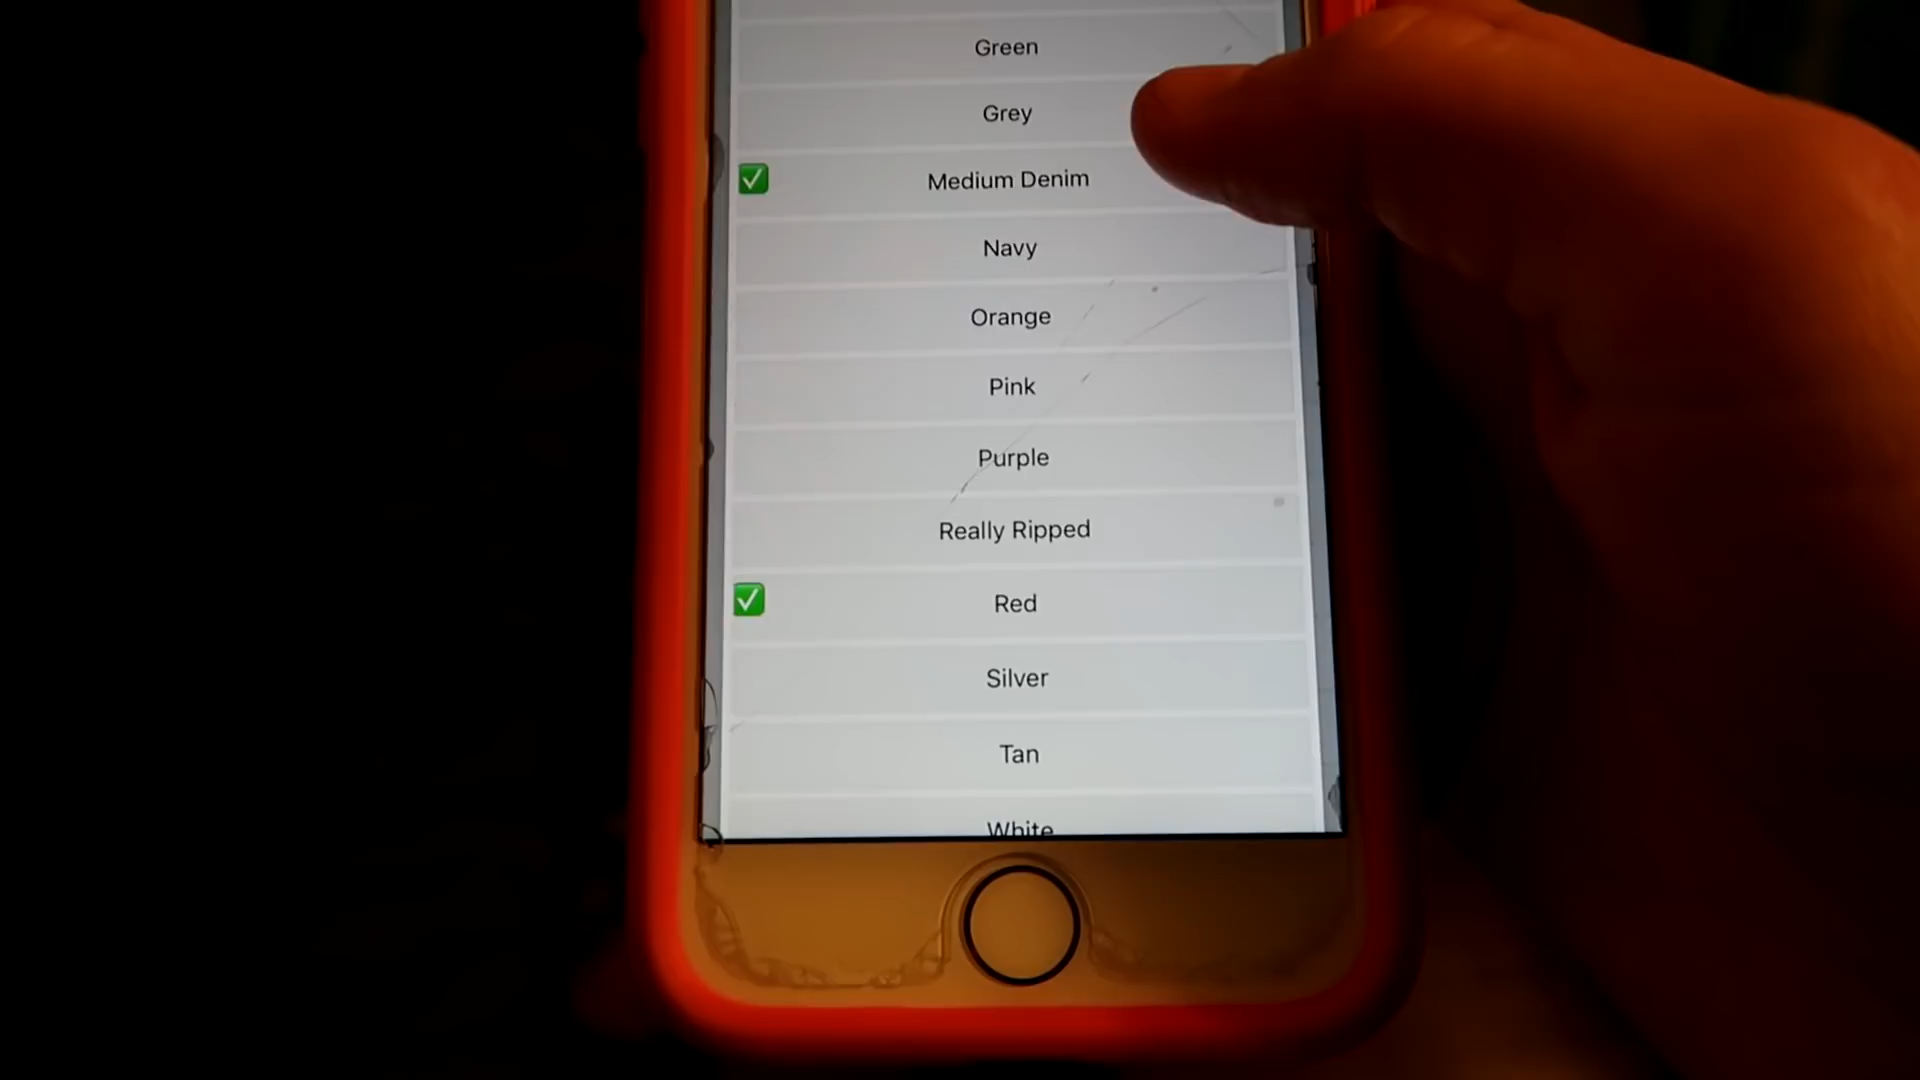 Green
Grey
Medium Denim
Navy
Orange
Pink
Purple
Really Ripped
Red
Silver
Tan
White